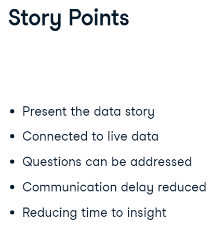 Story Points
• Present the data story
• Connected to live data
• Questions can be addressed
• Communication delay reduced
• Reducing time to insight